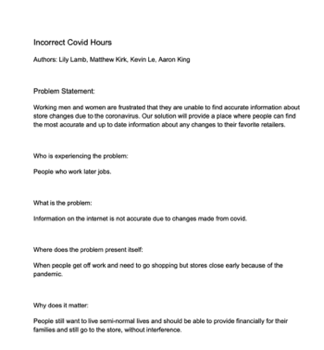 Incorrect Covid Hours
Authors: Lily Lamb, Matthew Kirk, Kevin Le, Aaron King
Problem Statement:
Working men and women are frustrated that they are unable to find accurate information about
store changes due to the coronavirus. Our solution will provide a place where people can find
the most accurate and up to date information about any changes to their favorite retailers.
Who is experiencing the problem:
People who work later jobs.
What is the problem:
Information on the internet is not accurate due to changes made from covid.
Where does the problem present itself:
When people get off work and need to go shopping but stores close early because of the
pandemic.
Why does it matter:
People still want to live semi-normal lives and should be able to provide financially for their
families and still go to the store, without interference.